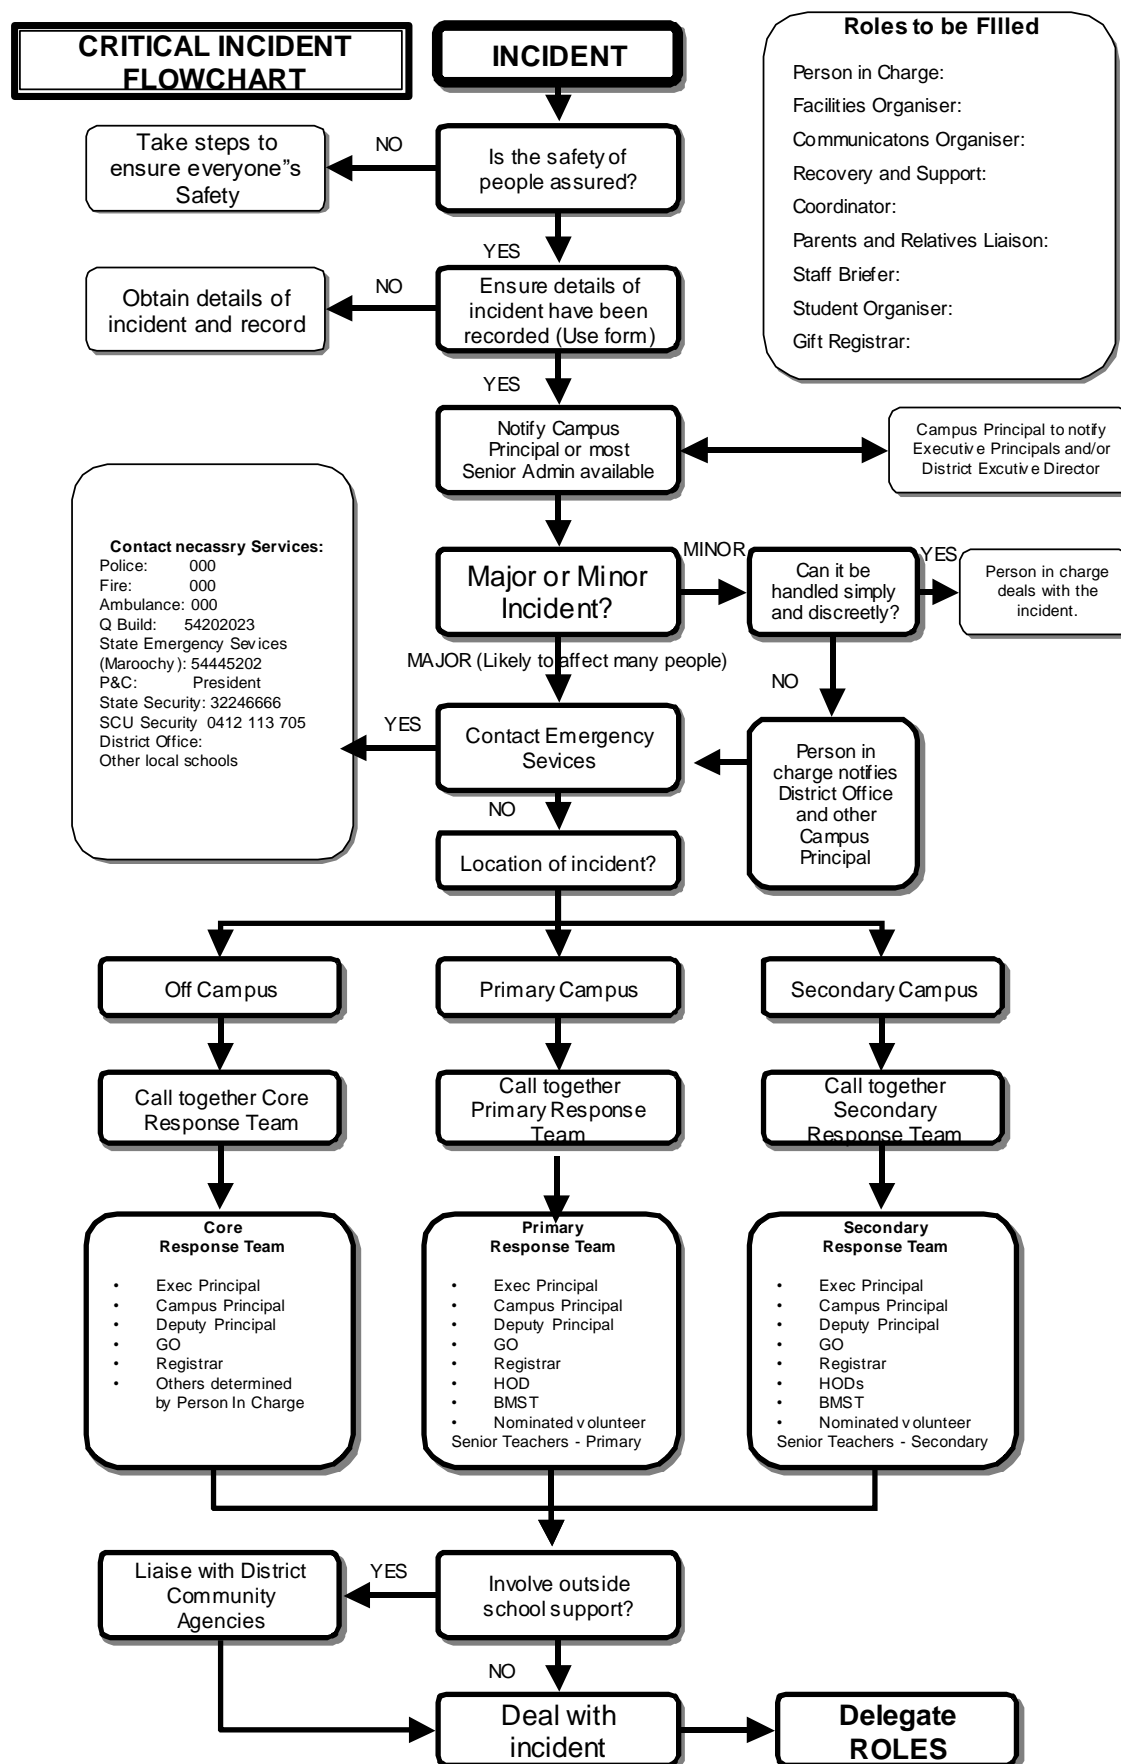 CRITICAL INCIDENT
FLOWCHART
INCIDENT
Roles to be FIlled
Person in Charge:
Facilities Organiser:
Communicatons Organiser:
Recovery and Support:
Coordinator:
Parents and Relatives Liaison:
Staff Briefer:
Student Organiser:
Gift Registrar:
Take steps to
ensure everyone"s
Safety
NO
Is the safety of
people assured?
YES
Obtain details of
incident and record
NO
Ensure details of
incident have been
recorded (Use form)
YES
Notify Campus
Principal or most
Senior Admin available
Campus Principal to notify
Executive Principals and/or
District Excutive Director
Contact necassry Services:
Police: 000
Fire: 000
Ambulance: 000
Q Build: 54202023
State Emergency Sevices
(Maroochy): 54445202
P&C: President
State Security: 32246666
SCU Security 0412 113 705
District Office:
Other local schools
Major or Minor
Incident?
MINOR
Can it be
handled simply
and discreetly?
YES
Person in charge
deals with the
incident.
MAJOR (Likely to affect many people)
NO
YES
Contact Emergency
Sevices
Person in
charge notifies
District Office
and other
Campus
Principal
NO
Location of incident?
Off Campus
Primary Campus
Secondary Campus
Call together Core
Response Team
Call together
Primary Response
Team
Call together
Secondary
Response Team
Core
Response Team
• Exec Principal
• Campus Principal
• Deputy Principal
• GO
• Registrar
• Others determined
by Person In Charge
Primary
Response Team
• Exec Principal
• Campus Principal
• Deputy Principal
• GO
• Registrar
• HOD
• BMST
• Nominated volunteer
Senior Teachers - Primary
Secondary
Response Team
• Exec Principal
• Campus Principal
• Deputy Principal
• GO
• Registrar
• HODs
• BMST
• Nominated volunteer
Senior Teachers - Secondary
Liaise with District
Community
Agencies
YES
Involve outside
school support?
NO
Deal with
incident
Delegate
ROLES